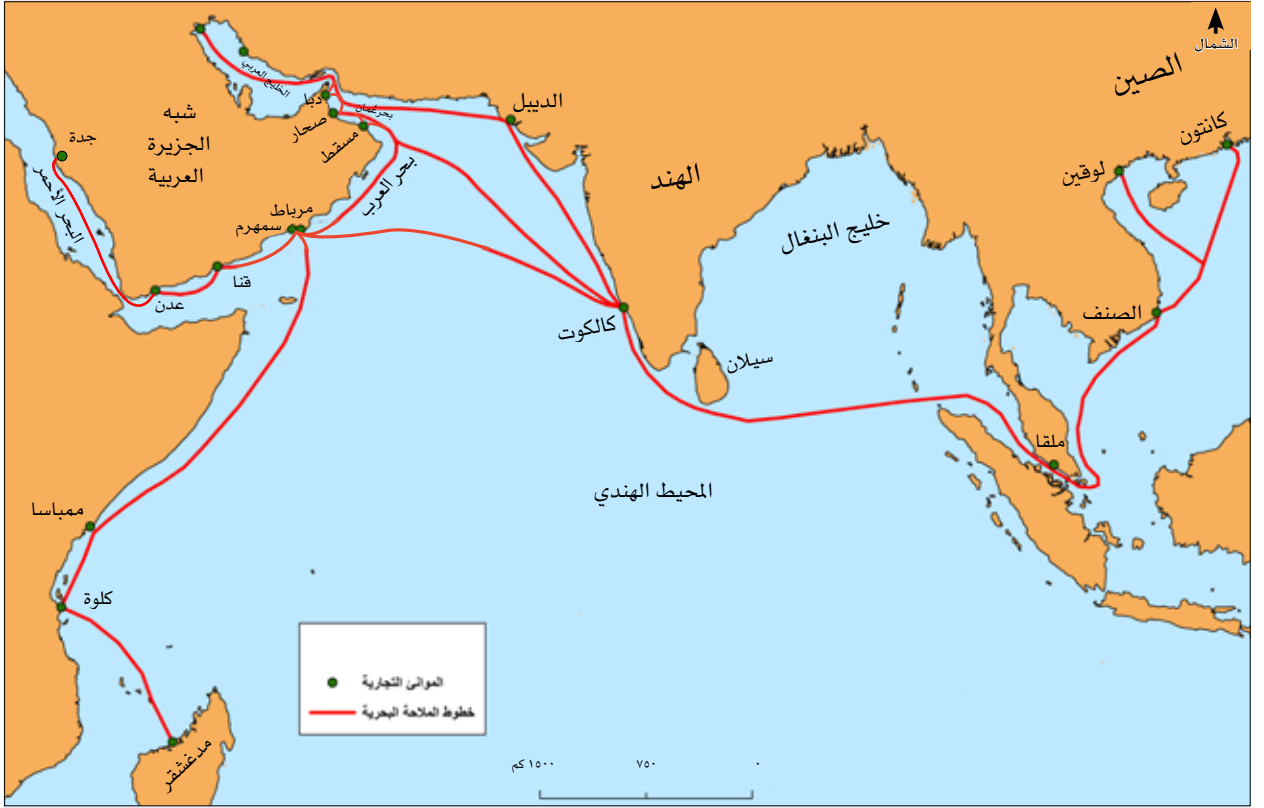 الشمال
الصين
كانتون
لوقين
الصنف
ملقا
خليج البنغال
سيلان
الهند
الديبل
كالكوت
المحيط الهندي
الخليج العربي
دبا
بحر عُمان
صحار
مسقط
بحر العرب
شبه
الجزيرة
العربية
جدة
البحر الأحمر
مرباط
سمهرم
قنا
عدن
ممباسا
كلوة
مدغشقر
الموانئ التجارية
خطوط الملاحة البحرية
٠ ٧٥٠ ١٥٠٠ كم